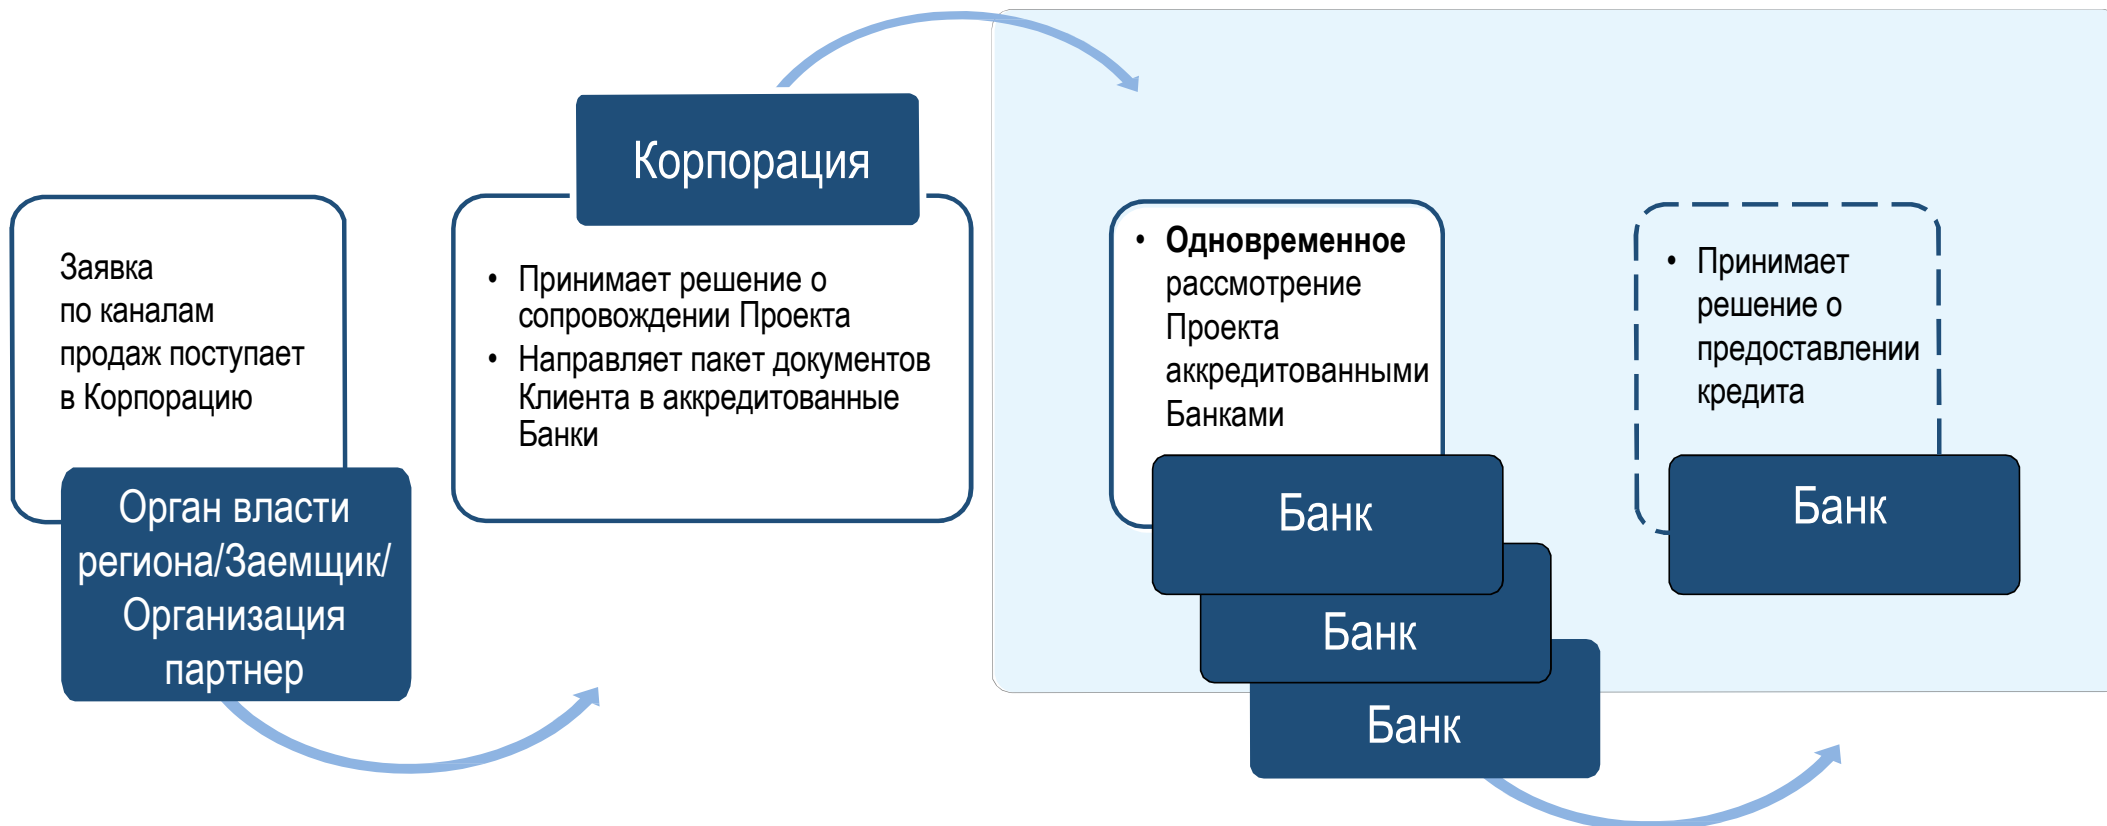 Заявка
по каналам
продаж поступает
в Корпорацию
Орган власти
региона/Заемщик/
Организация
партнер
Корпорация
• Принимает решение о
сопровождении Проекта
• Направляет пакет документов
Клиента в аккредитованные
Банки
• Одновременное
рассмотрение
Проекта
аккредитованными
Банками
Банк
Банк
Банк
• Принимает
решение о
предоставлении
кредита
Банк